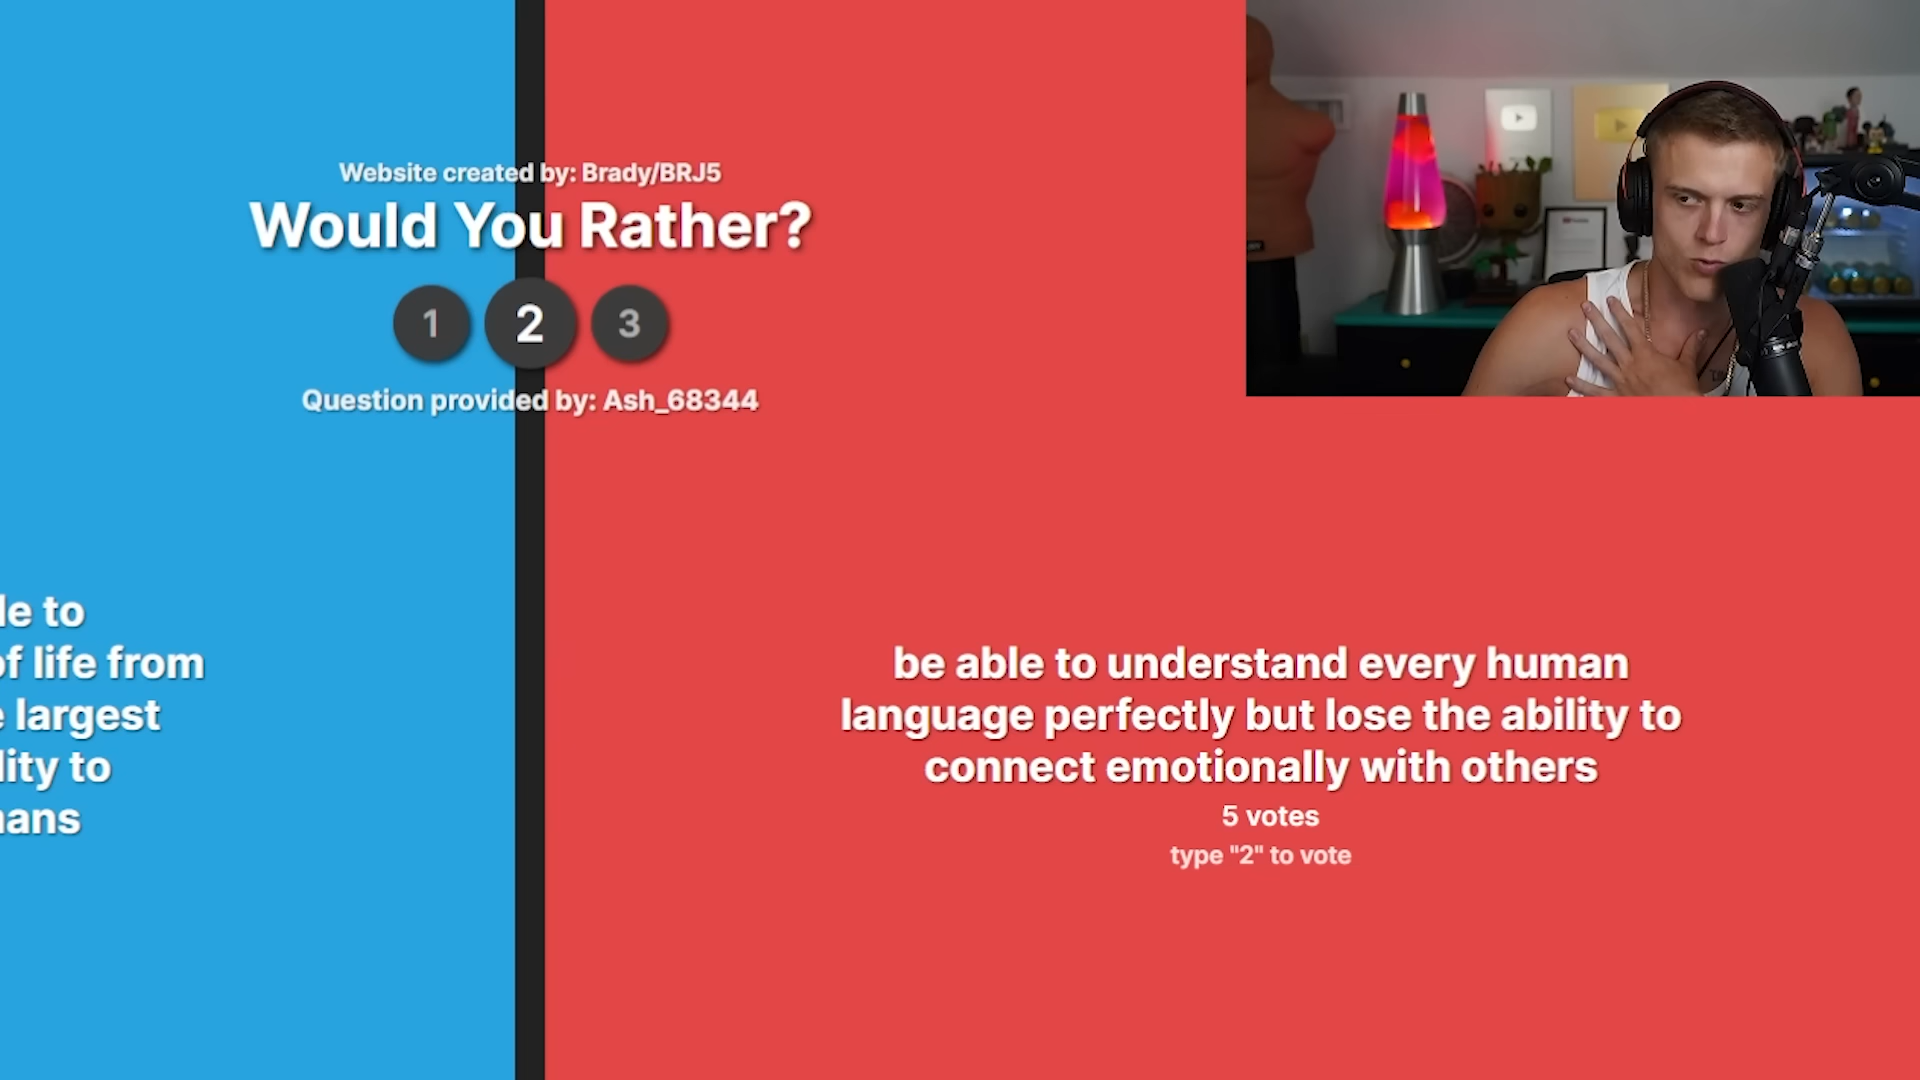 Website created by: Brady/BRJ5
Would You Rather?
1 2 3
Question provided by: Ash_68344
le to
of life from
e largest
lity to
ans
be able to understand every human
language perfectly but lose the ability to
connect emotionally with others
5 votes
type "2" to vote